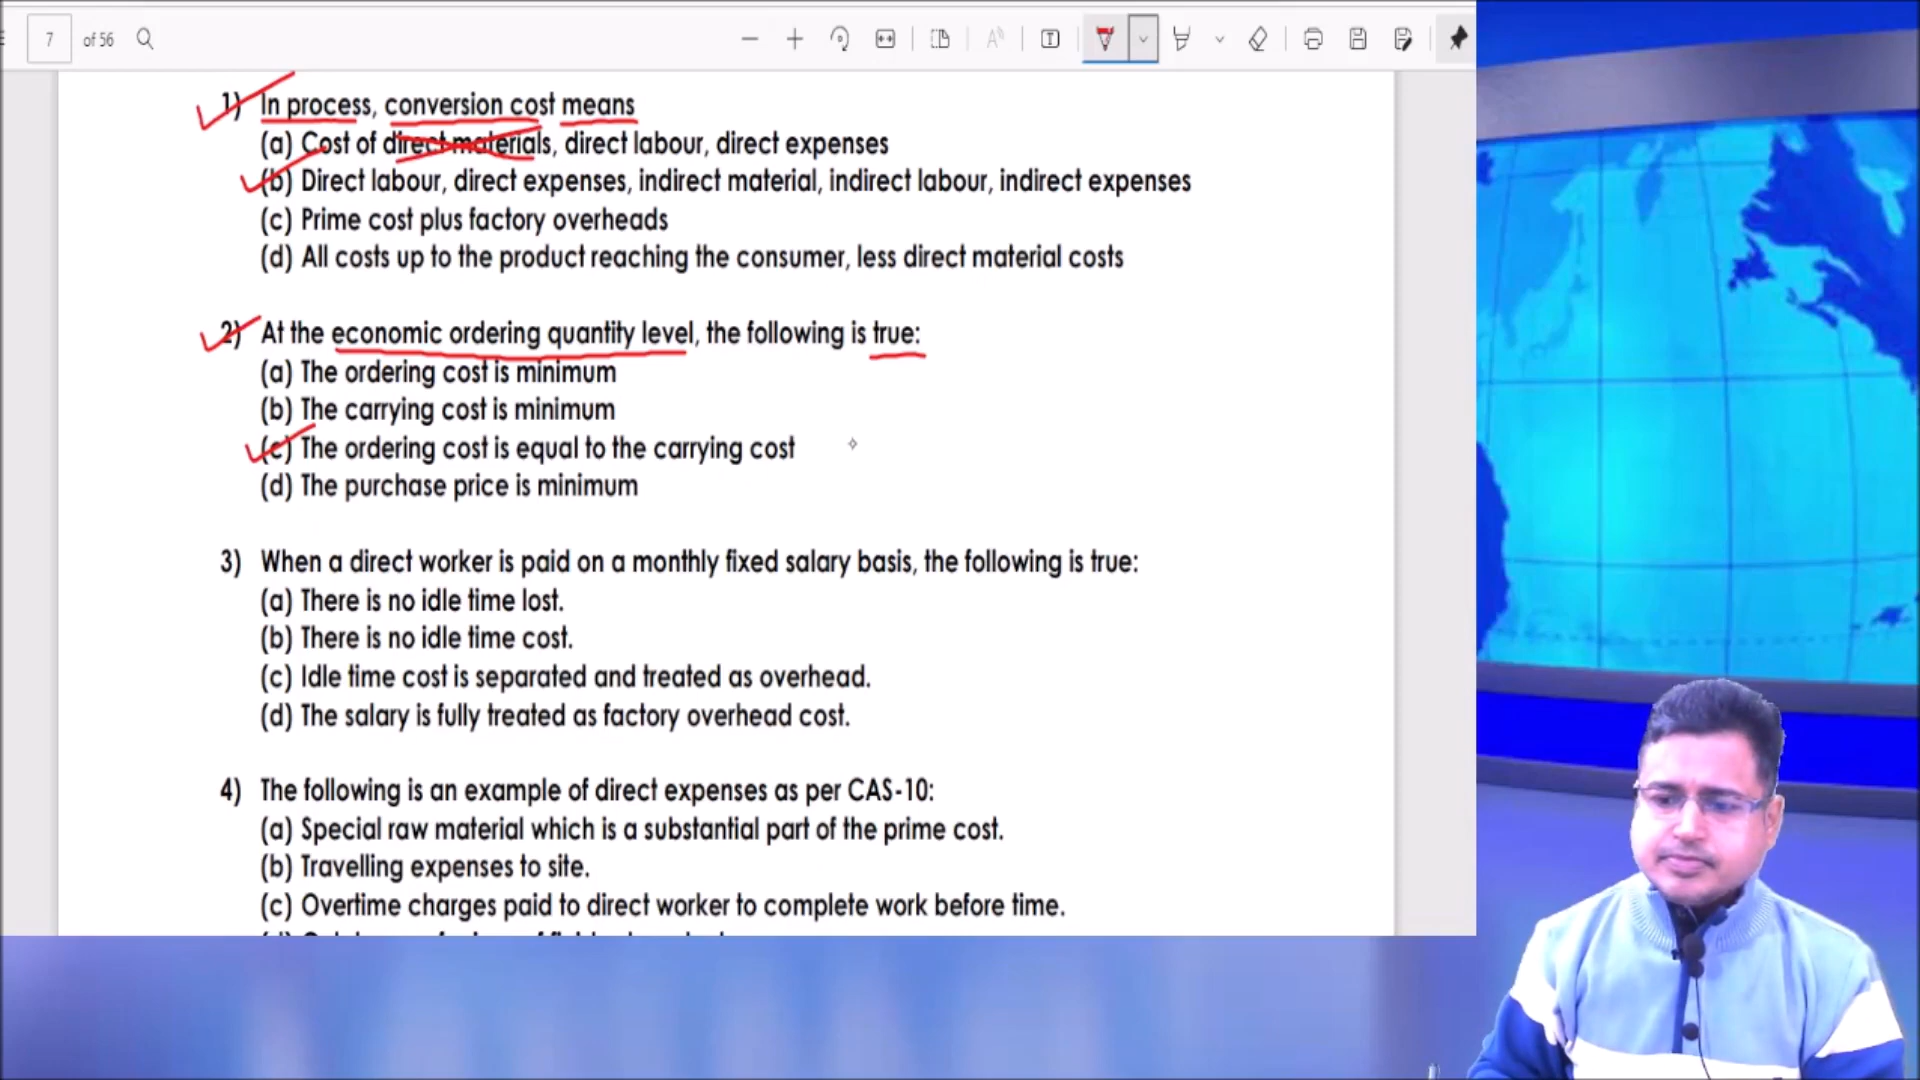 7 of 56
1) In process, conversion cost means
(a) Cost of direct materials, direct labour, direct expenses
(b) Direct labour, direct expenses, indirect material, indirect labour, indirect expenses
(c) Prime cost plus factory overheads
(d) All costs up to the product reaching the consumer, less direct material costs
2) At the economic ordering quantity level, the following is true:
(a) The ordering cost is minimum
(b) The carrying cost is minimum
(c) The ordering cost is equal to the carrying cost
(d) The purchase price is minimum
3) When a direct worker is paid on a monthly fixed salary basis, the following is true:
(a) There is no idle time lost.
(b) There is no idle time cost.
(c) Idle time cost is separated and treated as overhead.
(d) The salary is fully treated as factory overhead cost.
4) The following is an example of direct expenses as per CAS-10:
(a) Special raw material which is a substantial part of the prime cost.
(b) Travelling expenses to site.
(c) Overtime charges paid to direct worker to complete work before time.